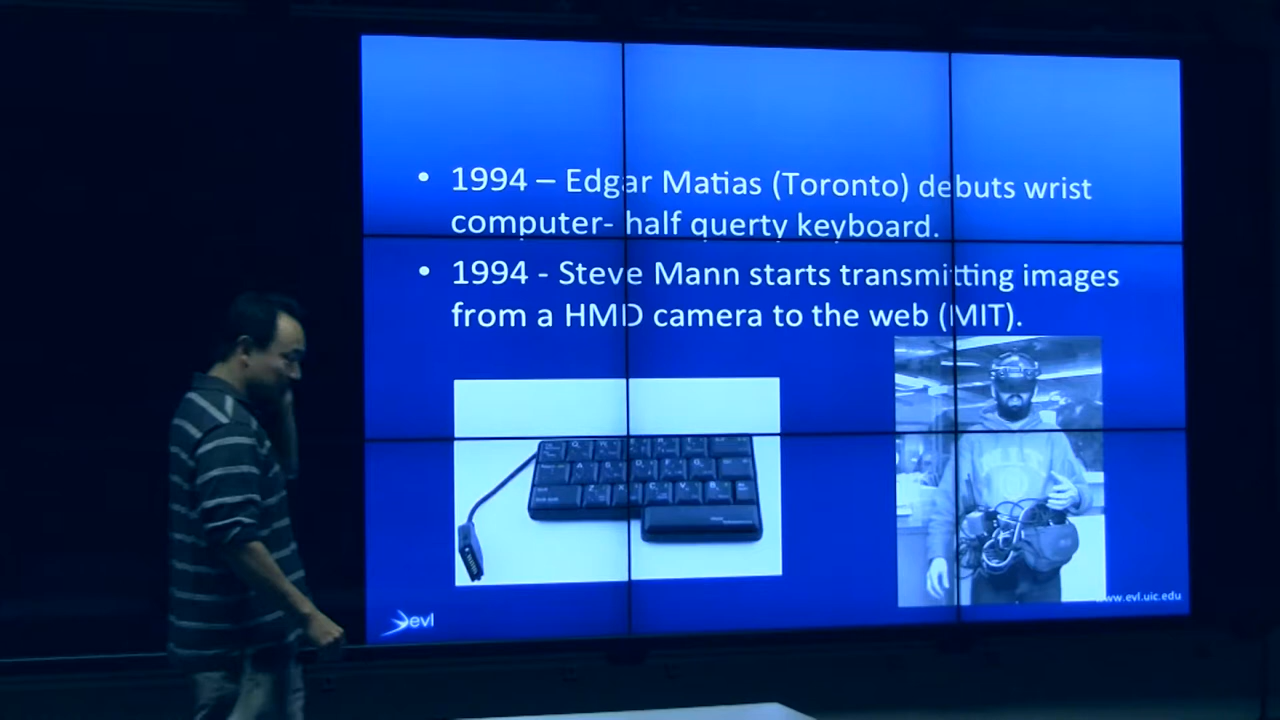 • 1994 – Edgar Matias (Toronto) debuts wrist
computer- half querty keyboard.
• 1994 - Steve Mann starts transmitting images
from a HMD camera to the web (MIT).
evl
www.evl.uic.edu